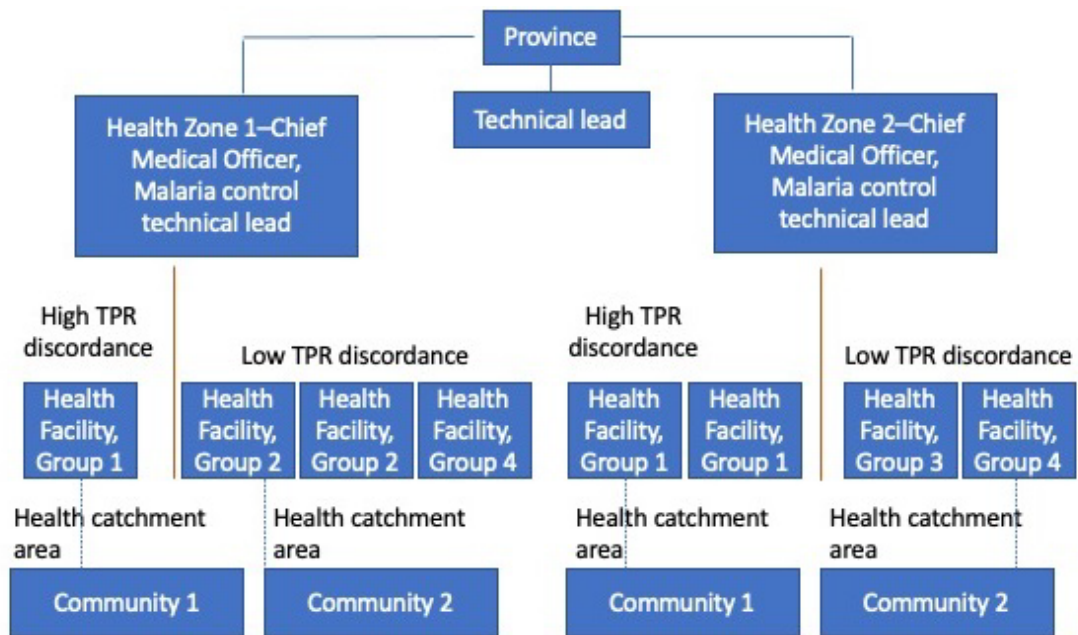 Province
Technical lead
Health Zone 1–Chief
Medical Officer,
Malaria control
technical lead
Health Zone 2–Chief
Medical Officer,
Malaria control
technical lead
High TPR
discordance
Low TPR discordance
High TPR
discordance
Low TPR discordance
Health
Facility,
Group 1
Health
Facility,
Group 2
Health
Facility,
Group 2
Health
Facility,
Group 4
Health
Facility,
Group 1
Health
Facility,
Group 1
Health
Facility,
Group 3
Health
Facility,
Group 4
Health catchment
area
Health catchment
area
Health catchment
area
Health catchment
area
Community 1
Community 2
Community 1
Community 2